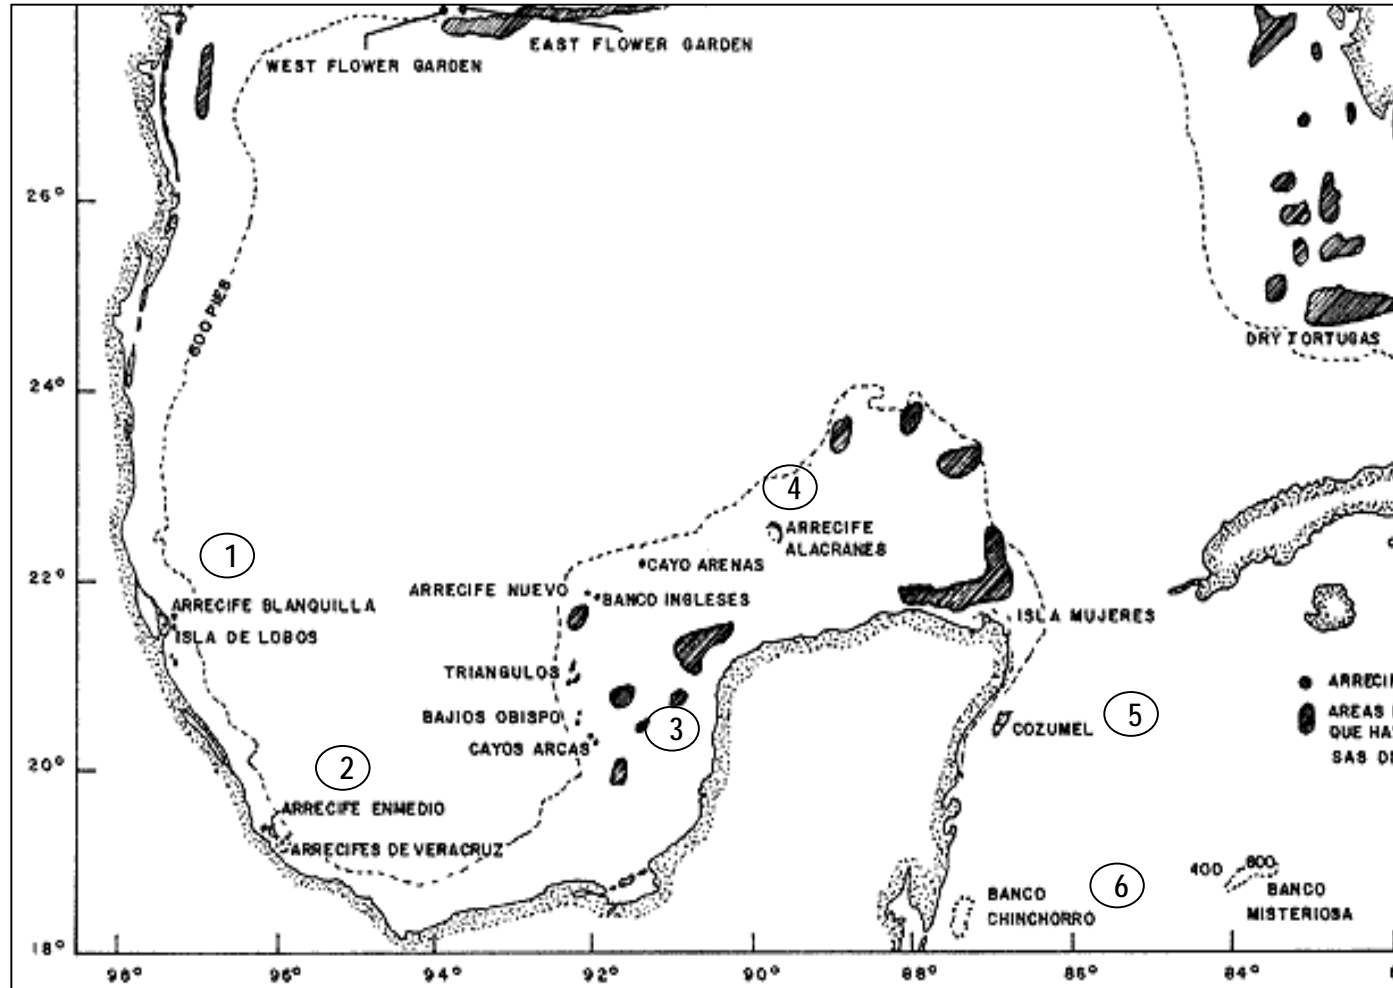 EAST FLOWER GARDEN
WEST FLOWER GARDEN
26°
600 PIES
DRY TORTUGAS
24°
4
ARRECIFE
ALACRANES
1
CAYO ARENAS
22°
ARRECIFE NUEVO
BANCO INGLESES
ARRECIFE BLANQUILLA
ISLA DE LOBOS
ISLA MUJERES
TRIANGULOS
ARRECI
BAJIOS OBISPO
3
5
AREAS
QUE HA
SAS DE
COZUMEL
CAYOS ARCAS
20°
2
ARRECIFE ENMEDIO
ARRECIFES DE VERACRUZ
400
600
6
BANCO
CHINCHORRO
BANCO
MISTERIOSA
18°
98° 96° 94° 92° 90° 88° 86° 84°